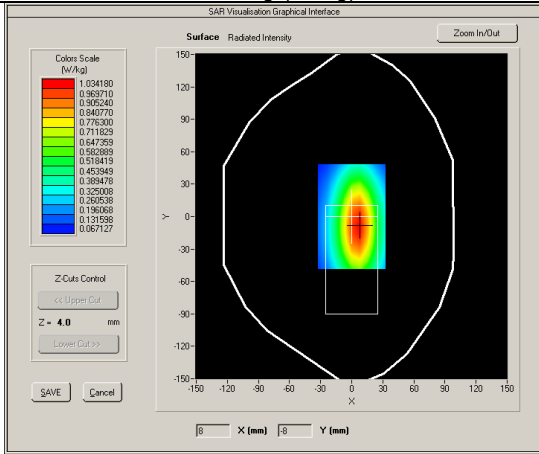 SAR Visualisation Graphical Interface
Surface Radiated Intensity
Zoom In/Out
Colors Scale
(W/kg)
1.034180
0.969710
0.905240
0.840770
0.776300
0.711829
0.647359
0.582889
0.518419
0.453949
0.389478
0.325008
0.260538
0.196068
0.131598
0.067127
Z-Cuts Control
<< Upper Cut
Z = 4.0 mm
Lower Cut >>
SAVE Cancel
150-
120-
90-
60-
30-
0-
-30-
-60-
-90-
-120-
-150-
Y
-150 -120 -90 -60 -30 0 30 60 90 120 150
X
8 X (mm) -8 Y (mm)